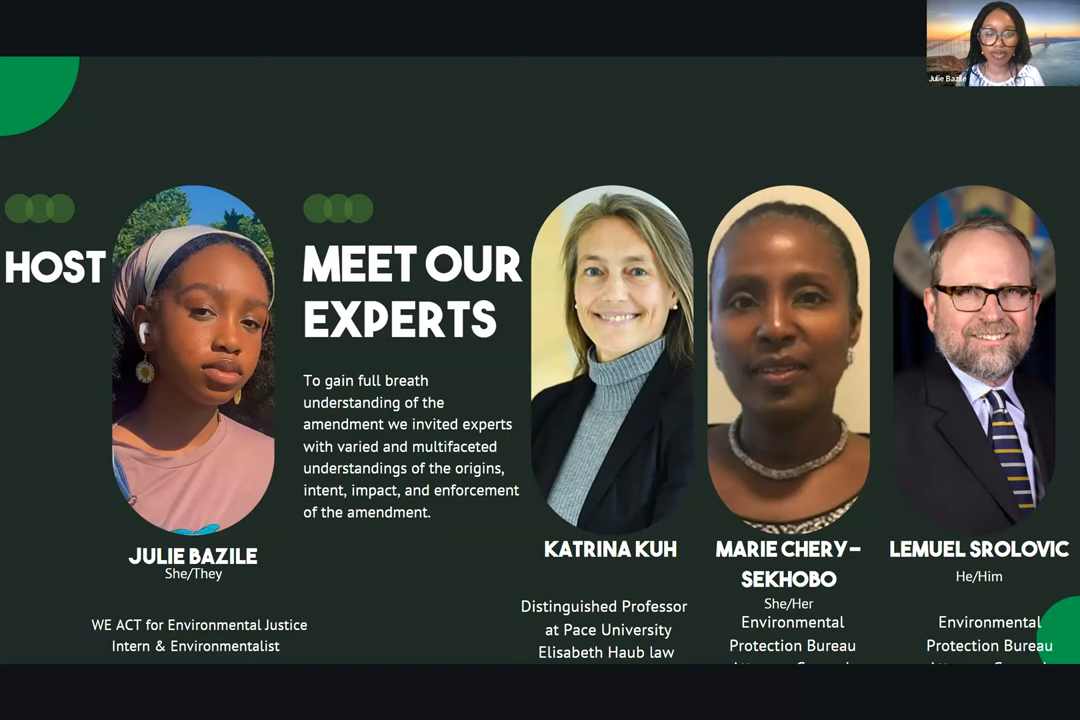 Julie Bazile
HOST
JULIE BAZILE
She/They
WE ACT for Environmental Justice
Intern & Environmentalist
MEET OUR
EXPERTS
To gain full breath
understanding of the
amendment we invited experts
with varied and multifaceted
understandings of the origins,
intent, impact, and enforcement
of the amendment.
KATRINA KUH
Distinguished Professor
at Pace University
Elisabeth Haub law
MARIE CHERY-
SEKHOBO
She/Her
Environmental
Protection Bureau
LEMUEL SROLOVIC
He/Him
Environmental
Protection Bureau